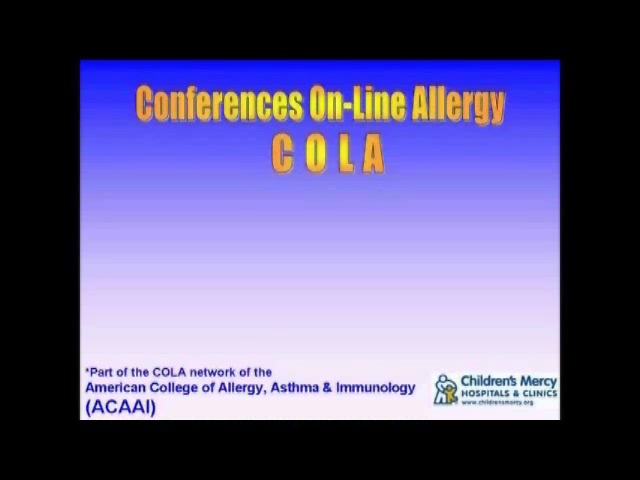 Conferences On-Line Allergy
C O L A
*Part of the COLA network of the
American College of Allergy, Asthma & Immunology
(ACAAI)
Children's Mercy
HOSPITALS & CLINICS
www.childrensmercy.org